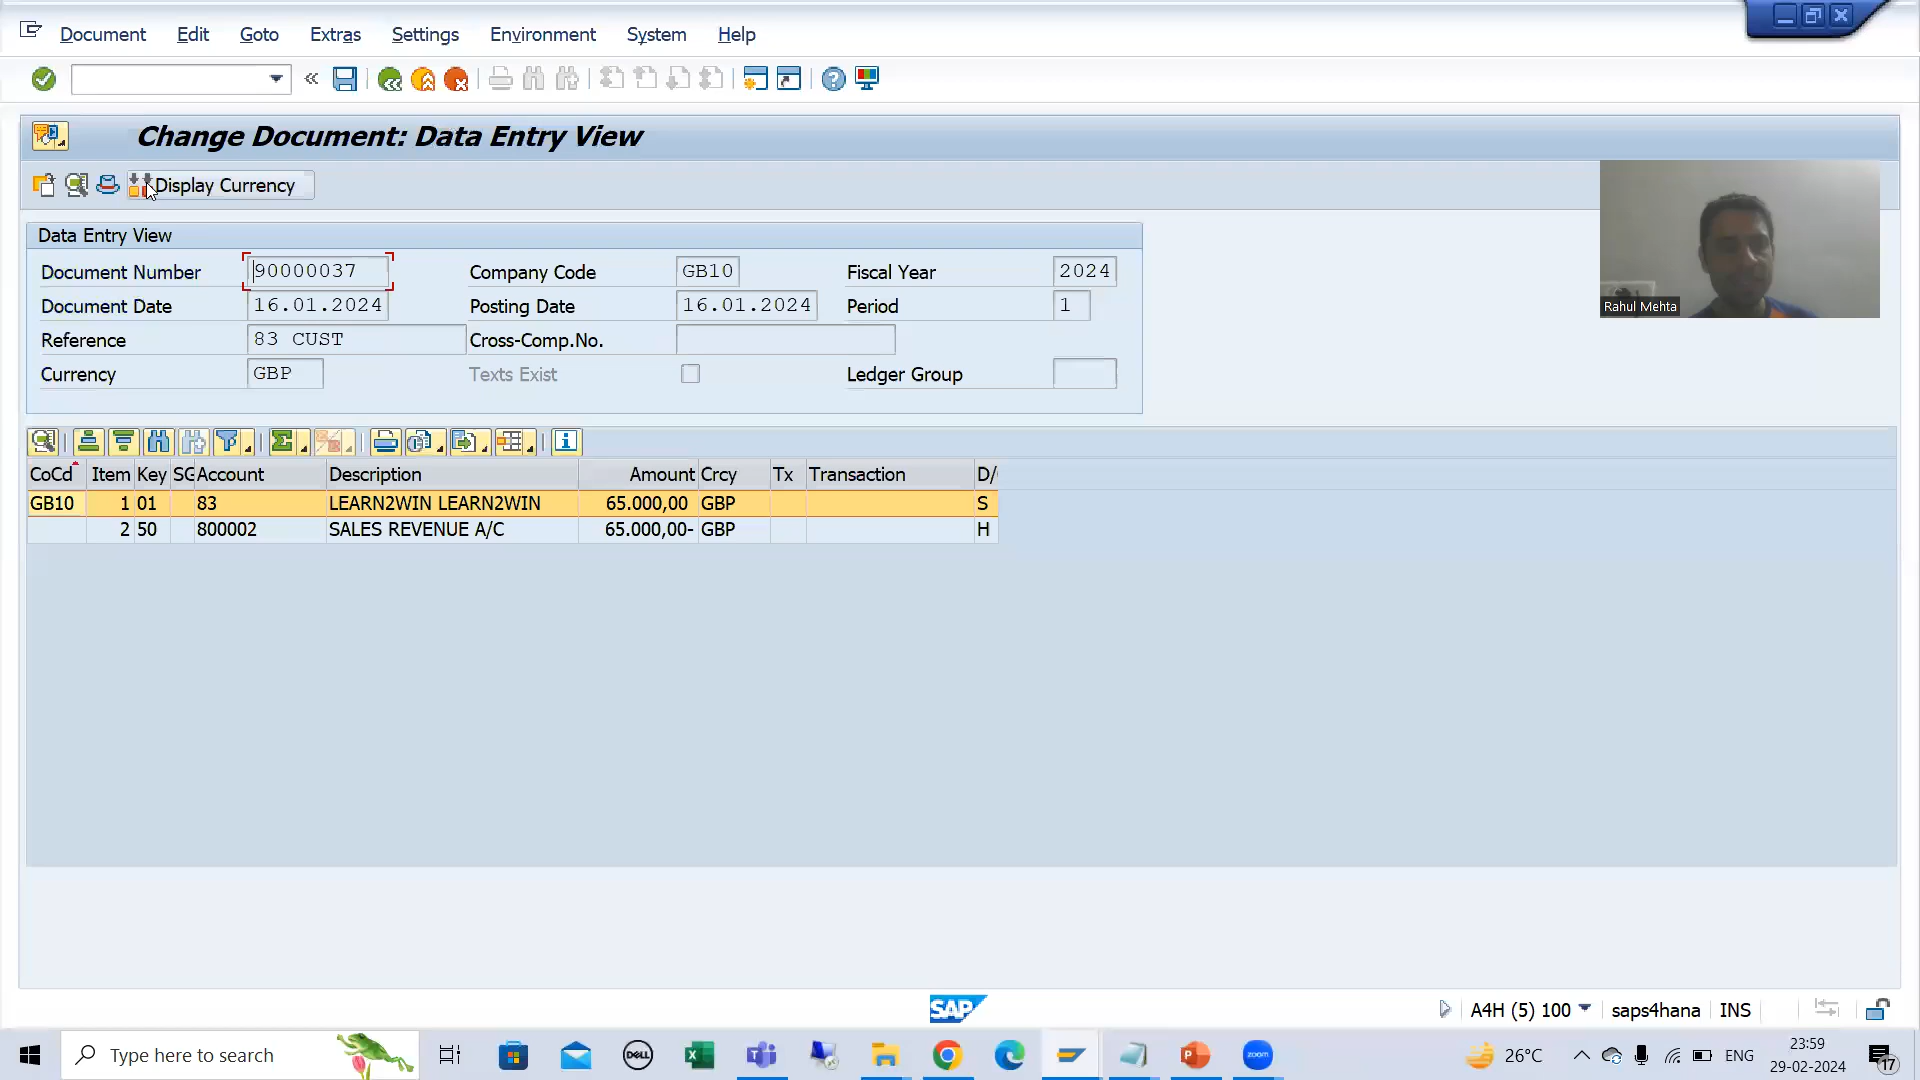 Document Edit Goto Extras Settings Environment System Help
Change Document: Data Entry View
Display Currency
Data Entry View
Document Number 90000037 Company Code GB10 Fiscal Year 2024
Document Date 16.01.2024 Posting Date 16.01.2024 Period 1
Reference 83 CUST Cross-Comp.No.
Currency GBP Texts Exist Ledger Group
Rahul Mehta
CoCd Item Key SG Account Description Amount Crcy Tx Transaction D/
GB10 1 01 83 LEARN2WIN LEARN2WIN 65.000,00 GBP S
2 50 800002 SALES REVENUE A/C 65.000,00- GBP H
SAP A4H (5) 100 saps4hana INS
Type here to search DELL zoom 26°C ENG 23:59
29-02-2024 17